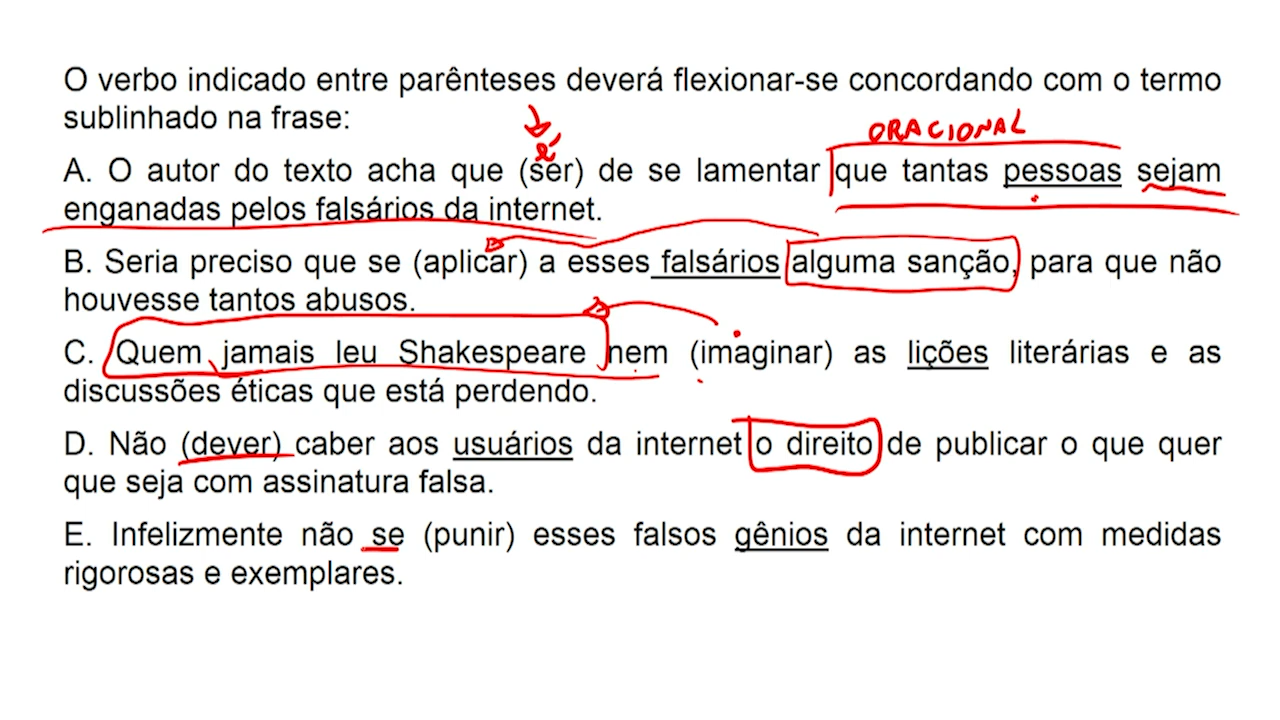 O verbo indicado entre parênteses deverá flexionar-se concordando com o termo
sublinhado na frase:
ORACIONAL
é
A. O autor do texto acha que (ser) de se lamentar que tantas pessoas sejam
enganadas pelos falsários da internet.
B. Seria preciso que se (aplicar) a esses falsários alguma sanção, para que não
houvesse tantos abusos.
C. Quem jamais leu Shakespeare nem (imaginar) as lições literárias e as
discussões éticas que está perdendo.
D. Não (dever) caber aos usuários da internet o direito de publicar o que quer
que seja com assinatura falsa.
E. Infelizmente não se (punir) esses falsos gênios da internet com medidas
rigorosas e exemplares.